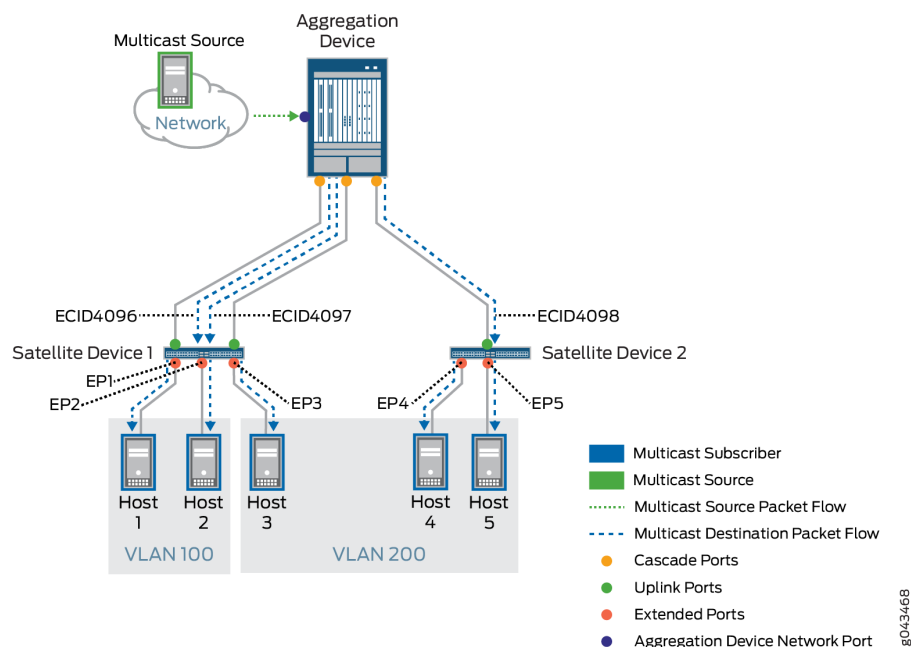 Aggregation
Device
Multicast Source
Network
ECID4096
ECID4097
ECID4098
Satellite Device 1
Satellite Device 2
EP1
EP2
EP3
EP4
EP5
Host
1
Host
2
Host
3
Host
4
Host
5
VLAN 100
VLAN 200
Multicast Subscriber
Multicast Source
Multicast Source Packet Flow
Multicast Destination Packet Flow
Cascade Ports
Uplink Ports
Extended Ports
Aggregation Device Network Port
g043468